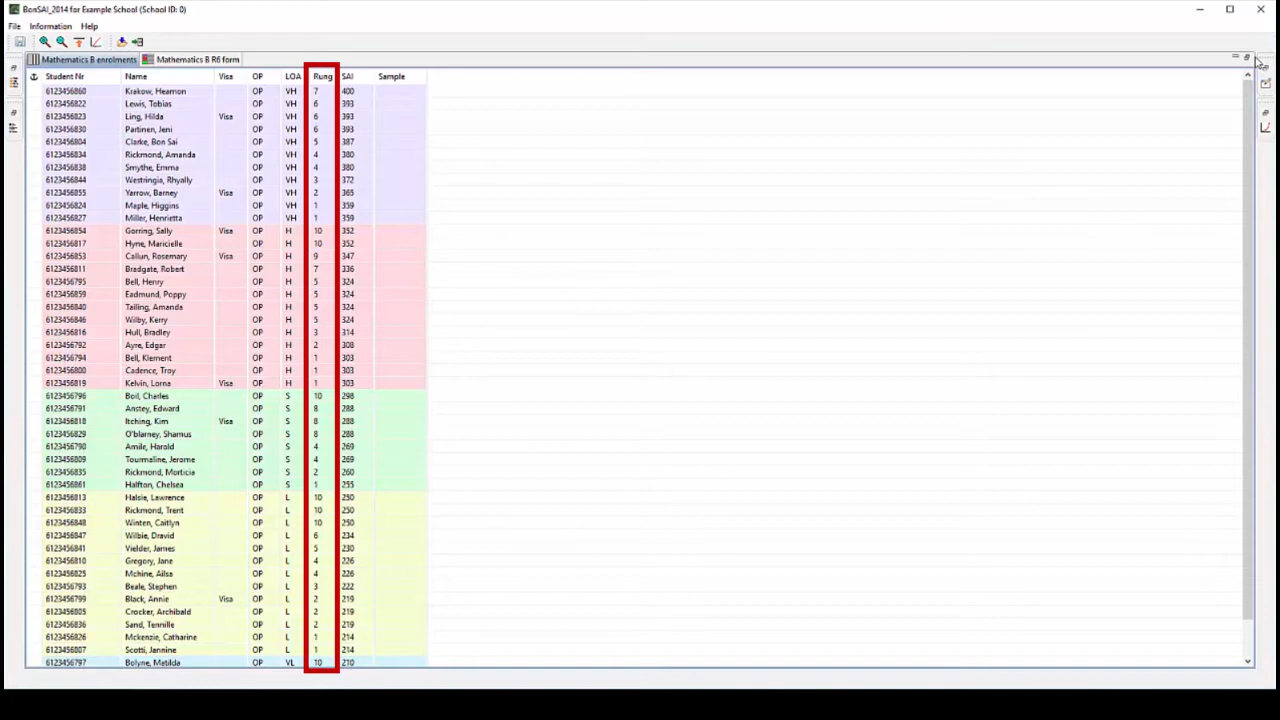 BonSAI_2014 for Example School (School ID: 0)
File Information Help
Mathematics B enrolments Mathematics B R6 form
Student Nr Name Visa OP LOA Rung SAI Sample
6123456860 Krakow, Hearnon OP VH 7 400
6123456822 Lewis, Tobias OP VH 6 393
6123456823 Ling, Hilda Visa OP VH 6 393
6123456830 Partinen, Jeni OP VH 6 393
6123456804 Clarke, Bon Sai OP VH 5 387
6123456834 Rickmond, Amanda OP VH 4 380
6123456838 Smythe, Emma OP VH 4 380
6123456844 Westringia, Rhyally OP VH 3 372
6123456855 Yarrow, Barney Visa OP VH 2 365
6123456824 Maple, Higgins OP VH 1 359
6123456827 Miller, Henrietta OP VH 1 359
6123456854 Gorring, Sally Visa OP H 10 352
6123456817 Hyne, Maricielle OP H 10 352
6123456853 Callun, Rosemary Visa OP H 9 347
6123456811 Bradgate, Robert OP H 7 336
6123456795 Bell, Henry OP H 5 324
6123456859 Eadmund, Poppy OP H 5 324
6123456840 Tailing, Amanda OP H 5 324
6123456846 Wilby, Kerry OP H 5 324
6123456816 Hull, Bradley OP H 3 314
6123456792 Ayre, Edgar OP H 2 308
6123456794 Bell, Klement OP H 1 303
6123456800 Cadence, Troy OP H 1 303
6123456819 Kelvin, Lorna Visa OP H 1 303
6123456796 Boil, Charles OP S 10 298
6123456791 Anstey, Edward OP S 8 288
6123456818 Itching, Kim Visa OP S 8 288
6123456829 O'blarney, Shamus OP S 8 288
6123456790 Amile, Harald OP S 4 269
6123456809 Tourmaline, Jerome OP S 4 269
6123456835 Rickmond, Morticia OP S 2 260
6123456861 Halfton, Chelsea OP S 1 255
6123456813 Halsie, Lawrence OP L 10 250
6123456833 Rickmond, Trent OP L 10 250
6123456848 Winten, Caitlyn OP L 10 250
6123456847 Wilbie, Dravid OP L 6 234
6123456841 Vielder, James OP L 5 230
6123456810 Gregory, Jane OP L 4 226
6123456825 Mchine, Ailsa OP L 4 226
6123456793 Beale, Stephen OP L 3 222
6123456799 Black, Annie Visa OP L 2 219
6123456805 Crocker, Archibald OP L 2 219
6123456836 Sand, Tennille OP L 2 219
6123456826 Mckenzie, Catharine OP L 1 214
6123456807 Scotti, Jannine OP L 1 214
6123456797 Bolyne, Matilda OP VL 10 210